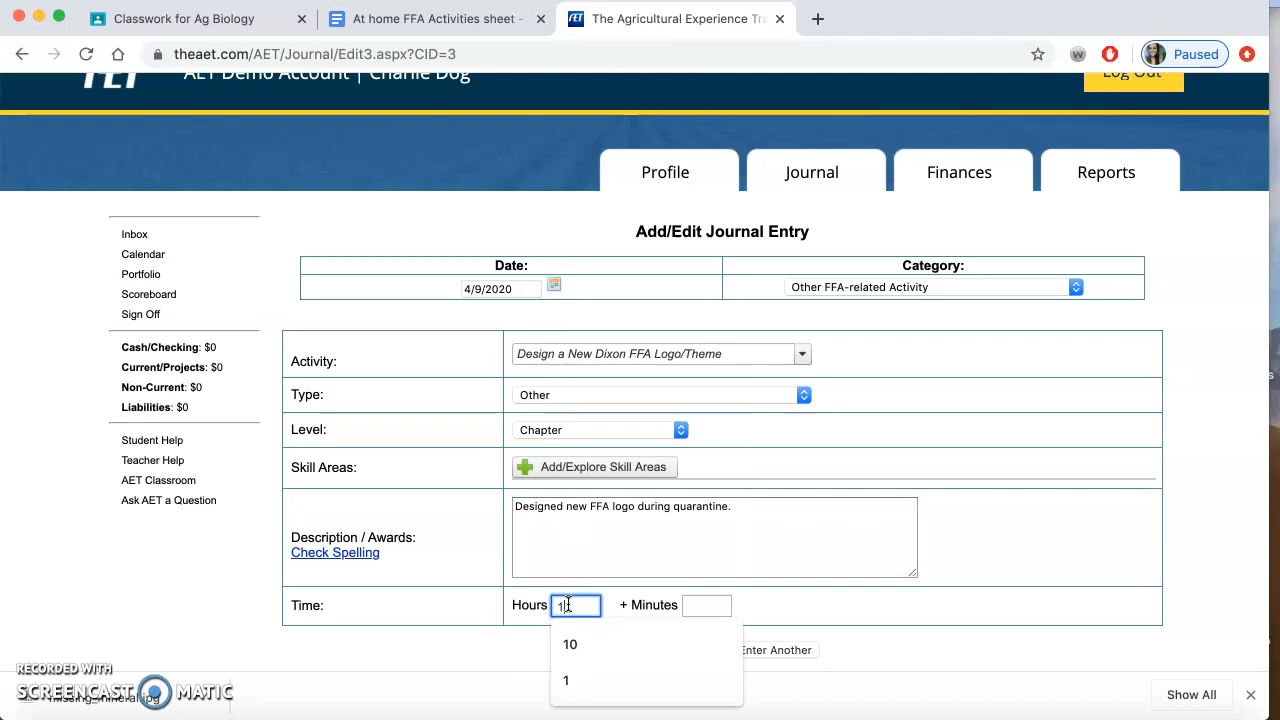 Classwork for Ag Biology
At home FFA Activities sheet -
The Agricultural Experience Tra
theaet.com/AET/Journal/Edit3.aspx?CID=3
W
Paused
AET
AET Demo Account | Charlie Dog
Log Out
Profile
Journal
Finances
Reports
Inbox
Calendar
Portfolio
Scoreboard
Sign Off
Cash/Checking: $0
Current/Projects: $0
Non-Current: $0
Liabilities: $0
Student Help
Teacher Help
AET Classroom
Ask AET a Question
Add/Edit Journal Entry
Date:
Category:
4/9/2020
Other FFA-related Activity
Activity:
Design a New Dixon FFA Logo/Theme
Type:
Other
Level:
Chapter
Skill Areas:
Add/Explore Skill Areas
Description / Awards:
Check Spelling
Designed new FFA logo during quarantine.
Time:
Hours 1
+ Minutes
10
1
Enter Another
RECORDED WITH
SCREENCAST MATIC
missing_mineral.jpg
Show All